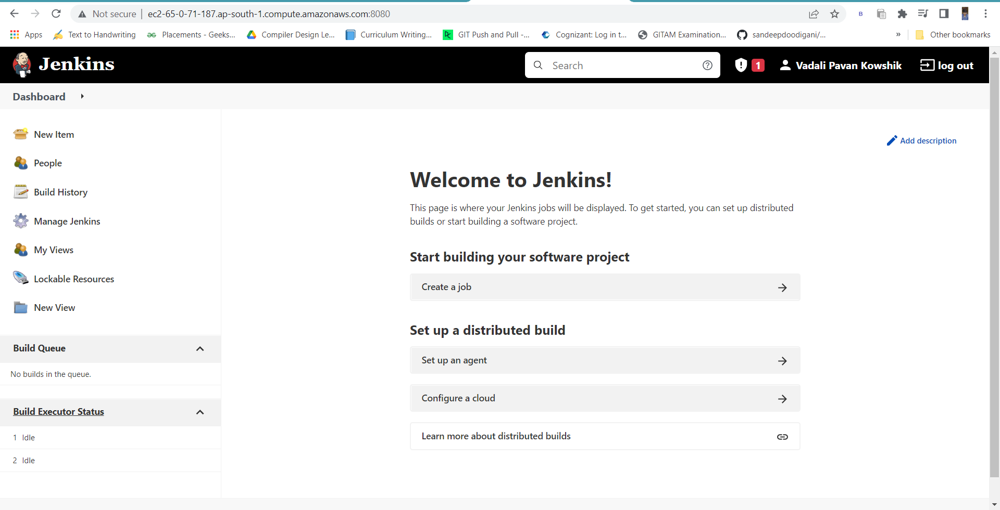 Not secure | ec2-65-0-71-187.ap-south-1.compute.amazonaws.com:8080
B
Apps Text to Handwriting Placements - Geeks... Compiler Design Le... Curriculum Writing... GIT Push and Pull -... Cognizant: Log in t... GITAM Examination... sandeepdoodigani/... » Other bookmarks
Jenkins
Search
1
Vadali Pavan Kowshik
log out
Dashboard
New Item
People
Build History
Manage Jenkins
My Views
Lockable Resources
New View
Build Queue
No builds in the queue.
Build Executor Status
1 Idle
2 Idle
Add description
Welcome to Jenkins!
This page is where your Jenkins jobs will be displayed. To get started, you can set up distributed
builds or start building a software project.
Start building your software project
Create a job
Set up a distributed build
Set up an agent
Configure a cloud
Learn more about distributed builds